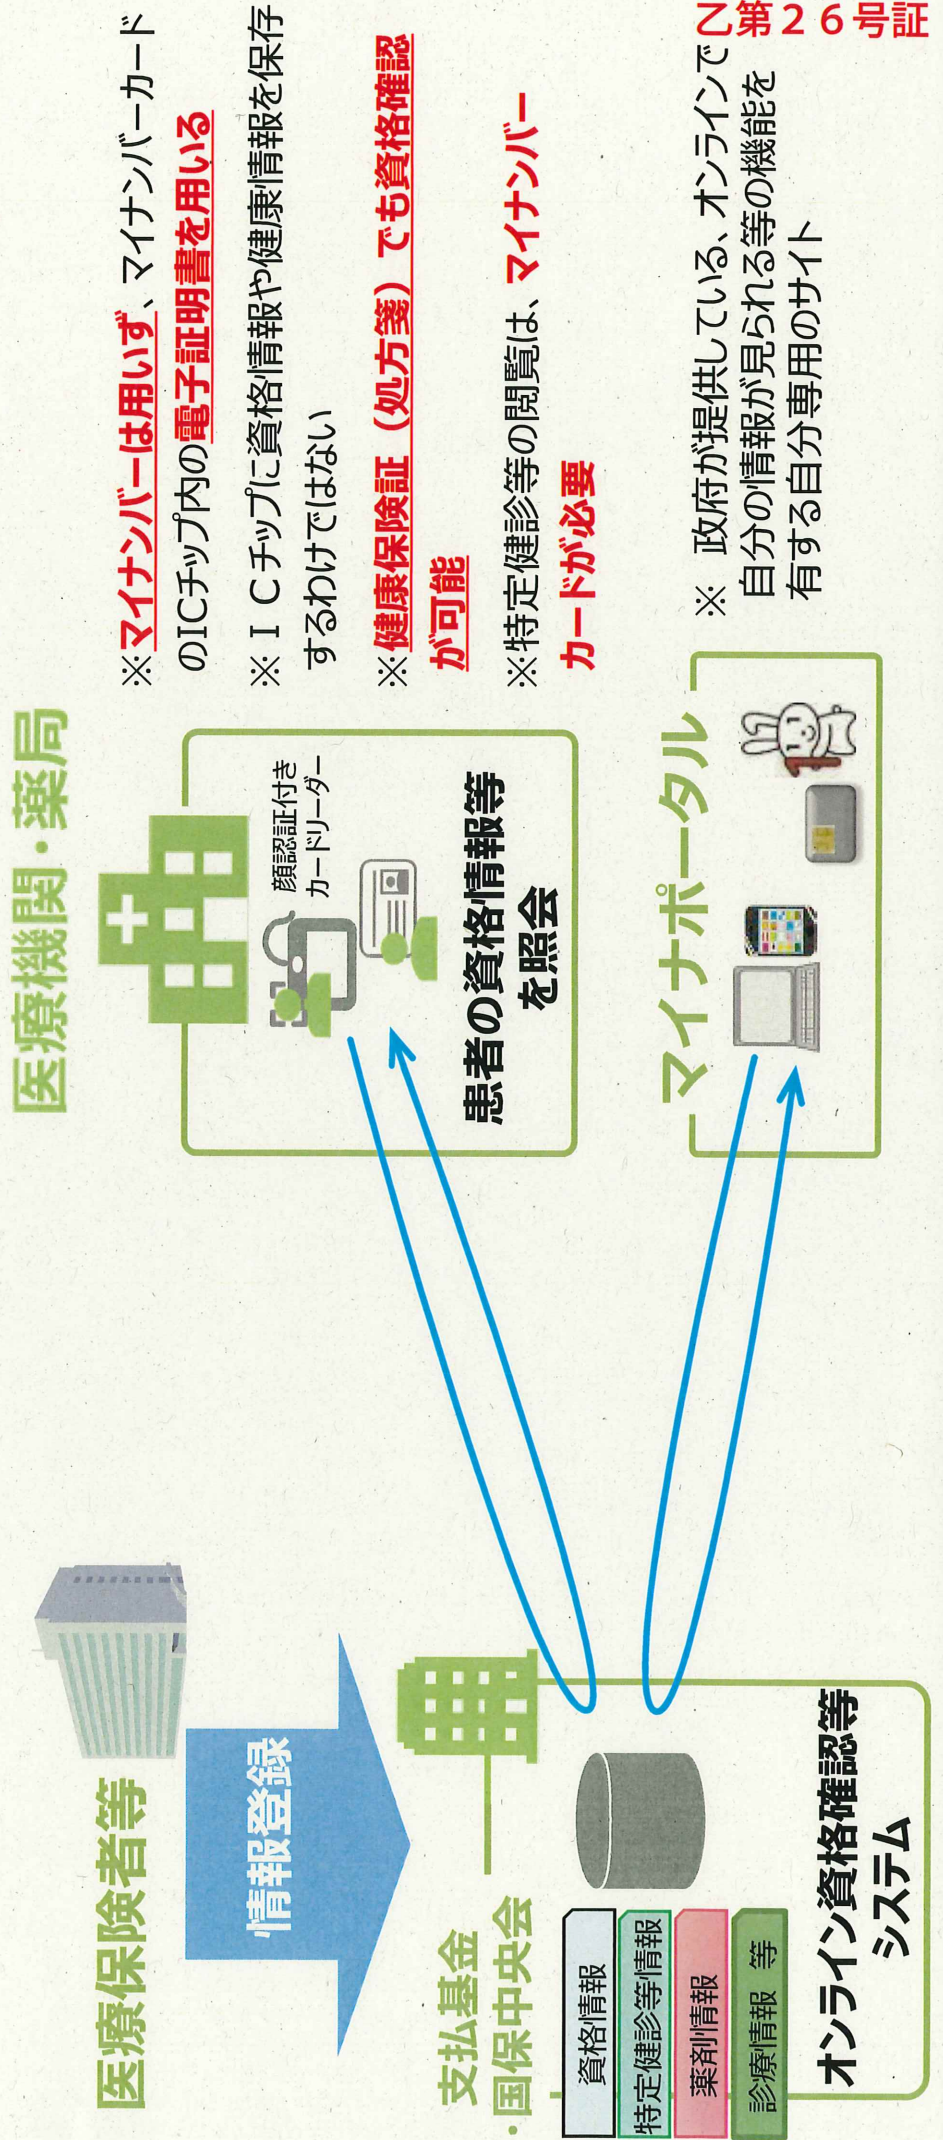 乙第２６号証
医療保険者等
情報登録
支払基金
・国保中央会
資格情報
特定健診等情報
薬剤情報
診療情報 等
オンライン資格確認等
システム
医療機関・薬局
顔認証付き
カードリーダー
患者の資格情報等
を照会
※マイナンバーは用いず、マイナンバーカード
のICチップ内の電子証明書を用いる
※ＩＣチップに資格情報や健康情報を保存
するわけではない
※健康保険証（処方箋）でも資格確認
が可能
※特定健診等の閲覧は、マイナンバー
カードが必要
マイナポータル
※ 政府が提供している、オンラインで
自分の情報が見られる等の機能を
有する自分専用のサイト